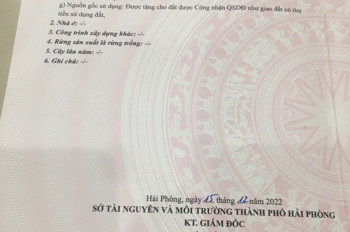 g) Nguồn gốc sử dụng: Được tặng cho đất được Công nhận QSDĐ như giao đất có thu
tiền sử dụng đất.
2. Nhà ở: -/-
3. Công trình xây dựng khác: -/-
4. Rừng sản xuất là rừng trồng: -/-
5. Cây lâu năm: -/-
6. Ghi chú: -/-
Hải Phòng, ngày 15 tháng 12 năm 2022
SỞ TÀI NGUYÊN VÀ MÔI TRƯỜNG THÀNH PHỐ HẢI PHÒNG
KT. GIÁM ĐỐC